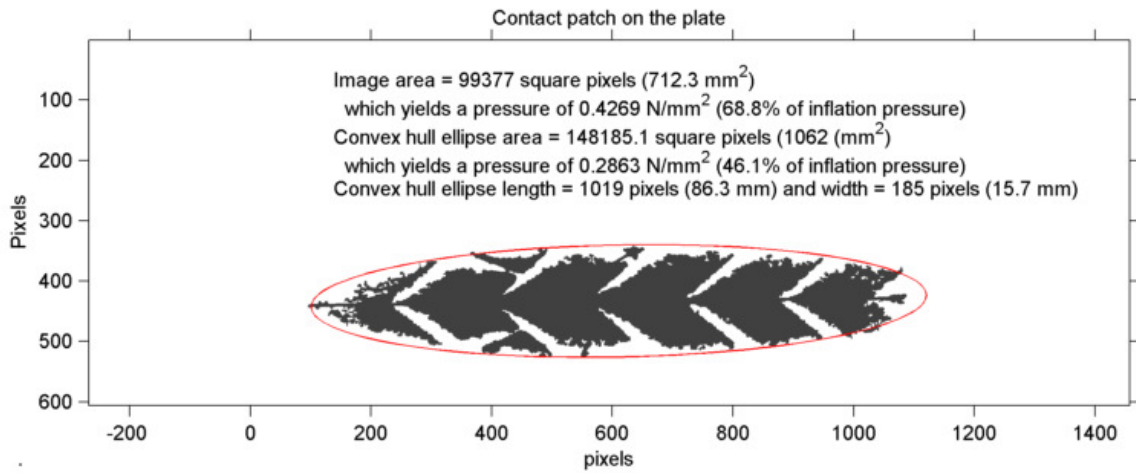 Contact patch on the plate
Image area = 99377 square pixels (712.3 mm²)
which yields a pressure of 0.4269 N/mm² (68.8% of inflation pressure)
Convex hull ellipse area = 148185.1 square pixels (1062 (mm²)
which yields a pressure of 0.2863 N/mm² (46.1% of inflation pressure)
Convex hull ellipse length = 1019 pixels (86.3 mm) and width = 185 pixels (15.7 mm)
Pixels
100
200
300
400
500
600
-200 0 200 400 600 800 1000 1200 1400
pixels